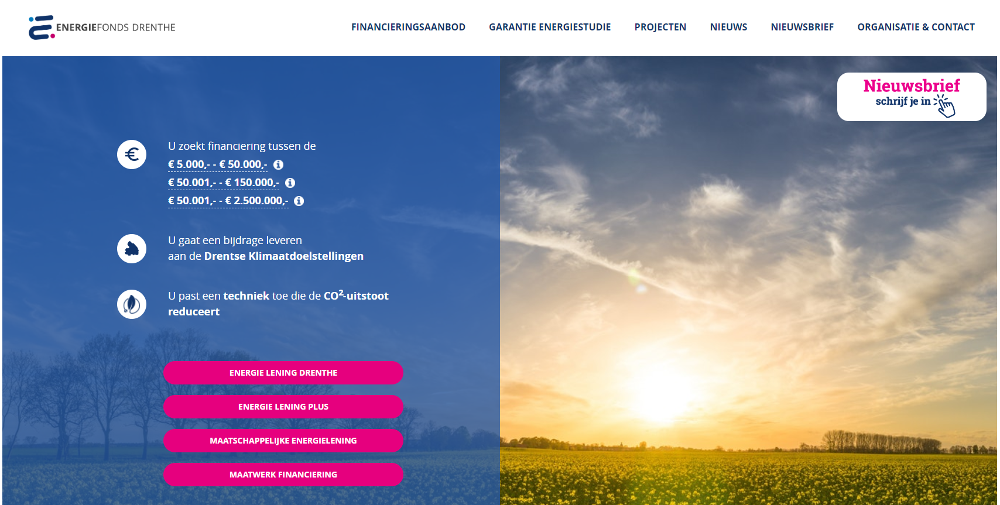 ENERGIEFONDS DRENTHE
FINANCIERINGSAANBOD
GARANTIE ENERGIESTUDIE
PROJECTEN
NIEUWS
NIEUWSBRIEF
ORGANISATIE & CONTACT
Nieuwsbrief
schrijf je in
U zoekt financiering tussen de
€ 5.000,- - € 50.000,-
€ 50.001,- - € 150.000,-
€ 50.001,- - € 2.500.000,-
U gaat een bijdrage leveren
aan de Drentse Klimaatdoelstellingen
U past een techniek toe die de CO²-uitstoot
reduceert
ENERGIE LENING DRENTHE
ENERGIE LENING PLUS
MAATSCHAPPELIJKE ENERGIELENING
MAATWERK FINANCIERING